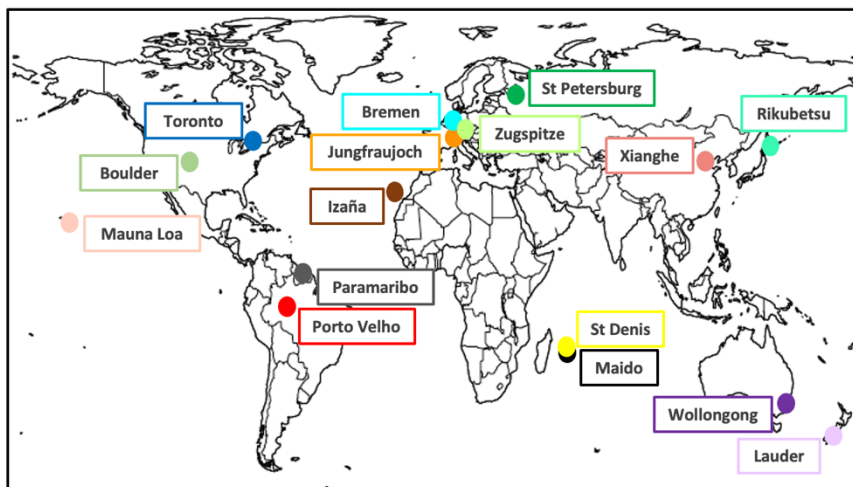 St Petersburg
Bremen
Toronto
Rikubetsu
Zugspitze
Jungfraujoch
Xianghe
Boulder
Izaña
Mauna Loa
Paramaribo
Porto Velho
St Denis
Maido
Wollongong
Lauder